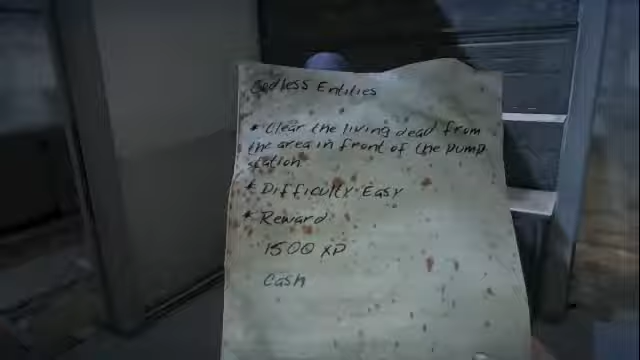 Godless Entities
* Clear the living dead from
the area in front of the pump
station.
* Difficulty-Easy
* Reward
1500 XP
Cash